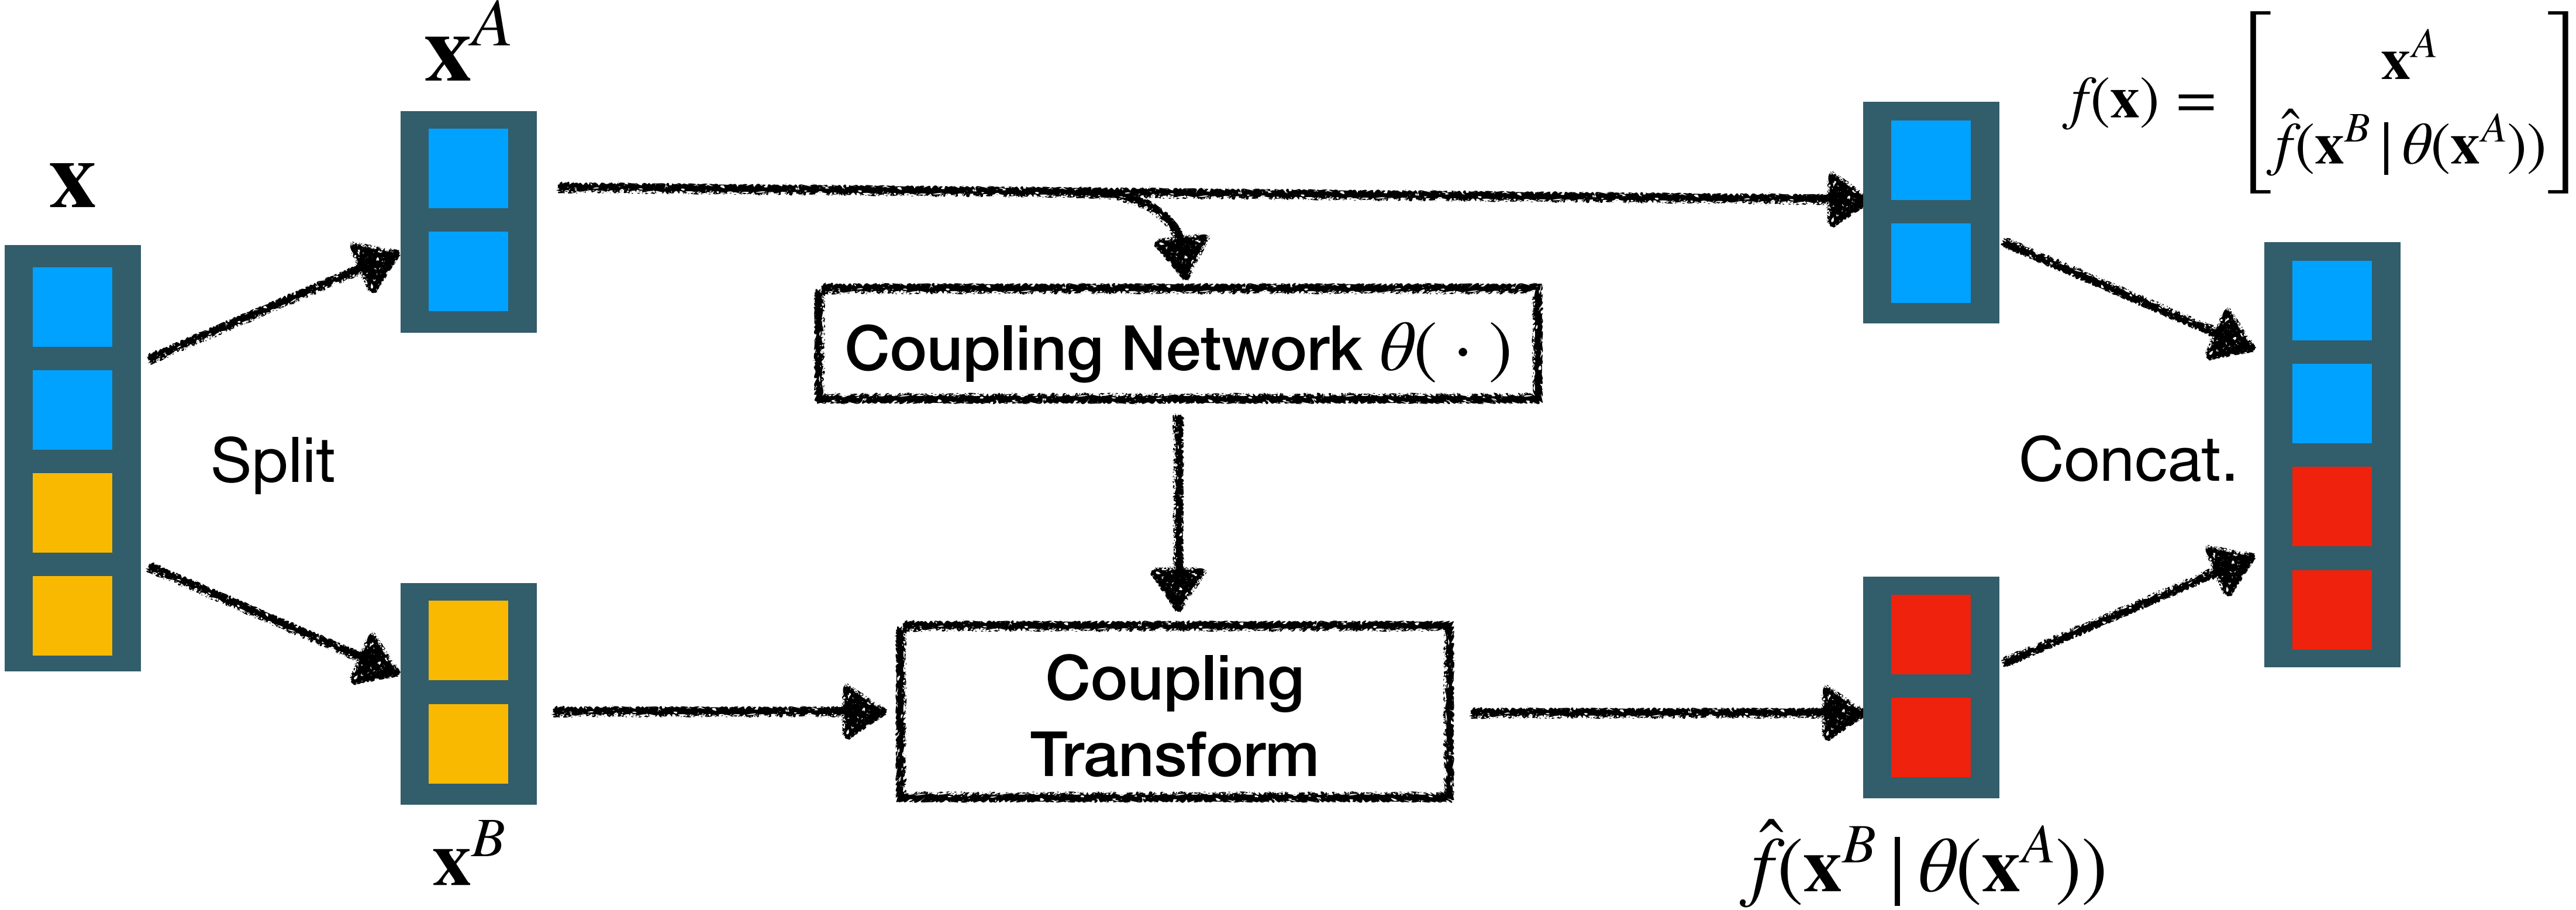 𝐱
Split
𝐱^A
𝐱^B
Coupling Network θ( · )
Coupling
Transform
f̂(𝐱^B | θ(𝐱^A))
Concat.
f(𝐱) = [ 𝐱^A
f̂(𝐱^B | θ(𝐱^A)) ]